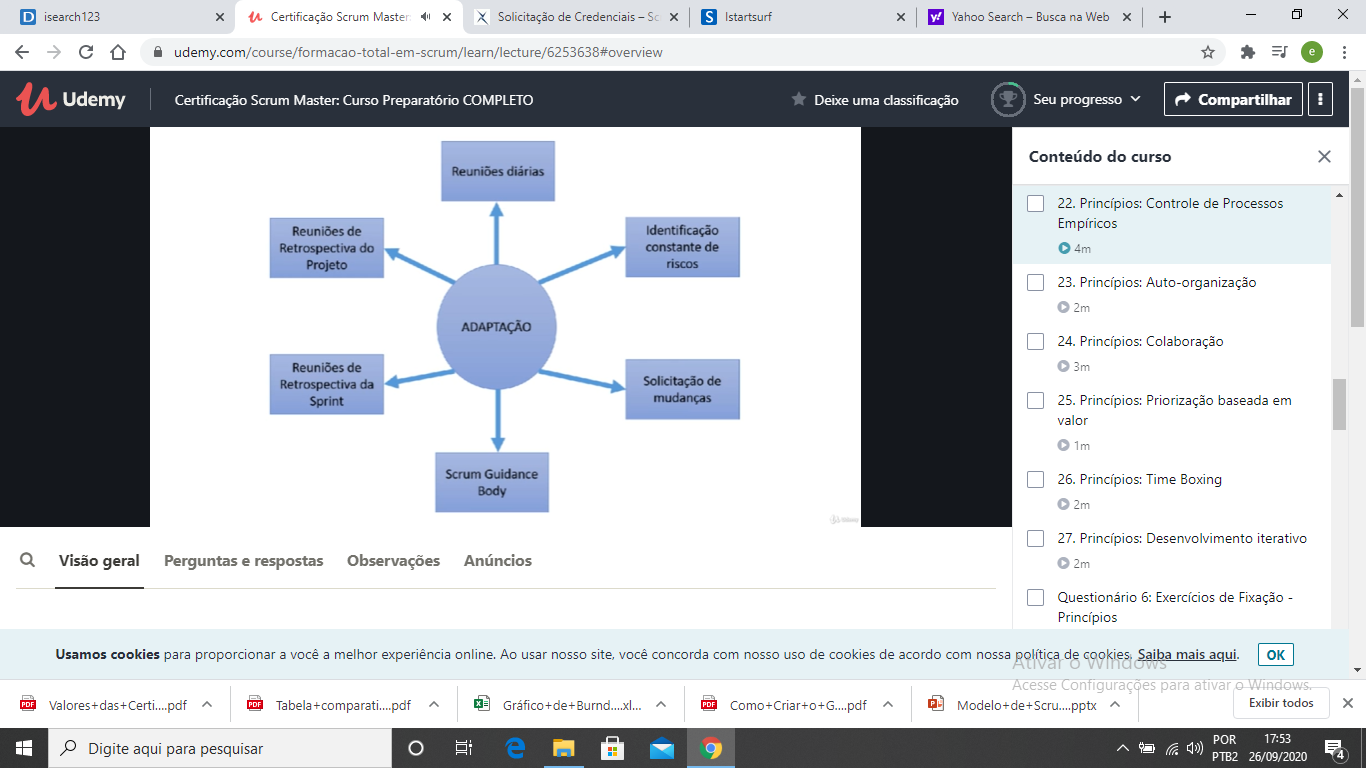 isearch123
Certificação Scrum Master
Solicitação de Credenciais – Sc
Istartsurf
Yahoo Search – Busca na Web
udemy.com/course/formacao-total-em-scrum/learn/lecture/6253638#overview
e
Udemy
Certificação Scrum Master: Curso Preparatório COMPLETO
Deixe uma classificação
Seu progresso
Compartilhar
Reuniões diárias
Reuniões de
Retrospectiva do
Projeto
Identificação
constante de
riscos
ADAPTAÇÃO
Reuniões de
Retrospectiva da
Sprint
Solicitação de
mudanças
Scrum Guidance
Body
Udemy
Conteúdo do curso
22. Princípios: Controle de Processos
Empíricos
4m
23. Princípios: Auto-organização
2m
24. Princípios: Colaboração
3m
25. Princípios: Priorização baseada em
valor
1m
26. Princípios: Time Boxing
2m
27. Princípios: Desenvolvimento iterativo
2m
Questionário 6: Exercícios de Fixação -
Princípios
Visão geral
Perguntas e respostas
Observações
Anúncios
Usamos cookies para proporcionar a você a melhor experiência online. Ao usar nosso site, você concorda com nosso uso de cookies de acordo com nossa política de cookies. Saiba mais aqui.
OK
Ativar o Windows
Acesse Configurações para ativar o Windows.
Valores+das+Certi....pdf
Tabela+comparati....pdf
Gráfico+de+Burnd....xl...
Como+Criar+o+G....pdf
Modelo+de+Scru....pptx
Exibir todos
Digite aqui para pesquisar
POR
PTB2
17:53
26/09/2020
4